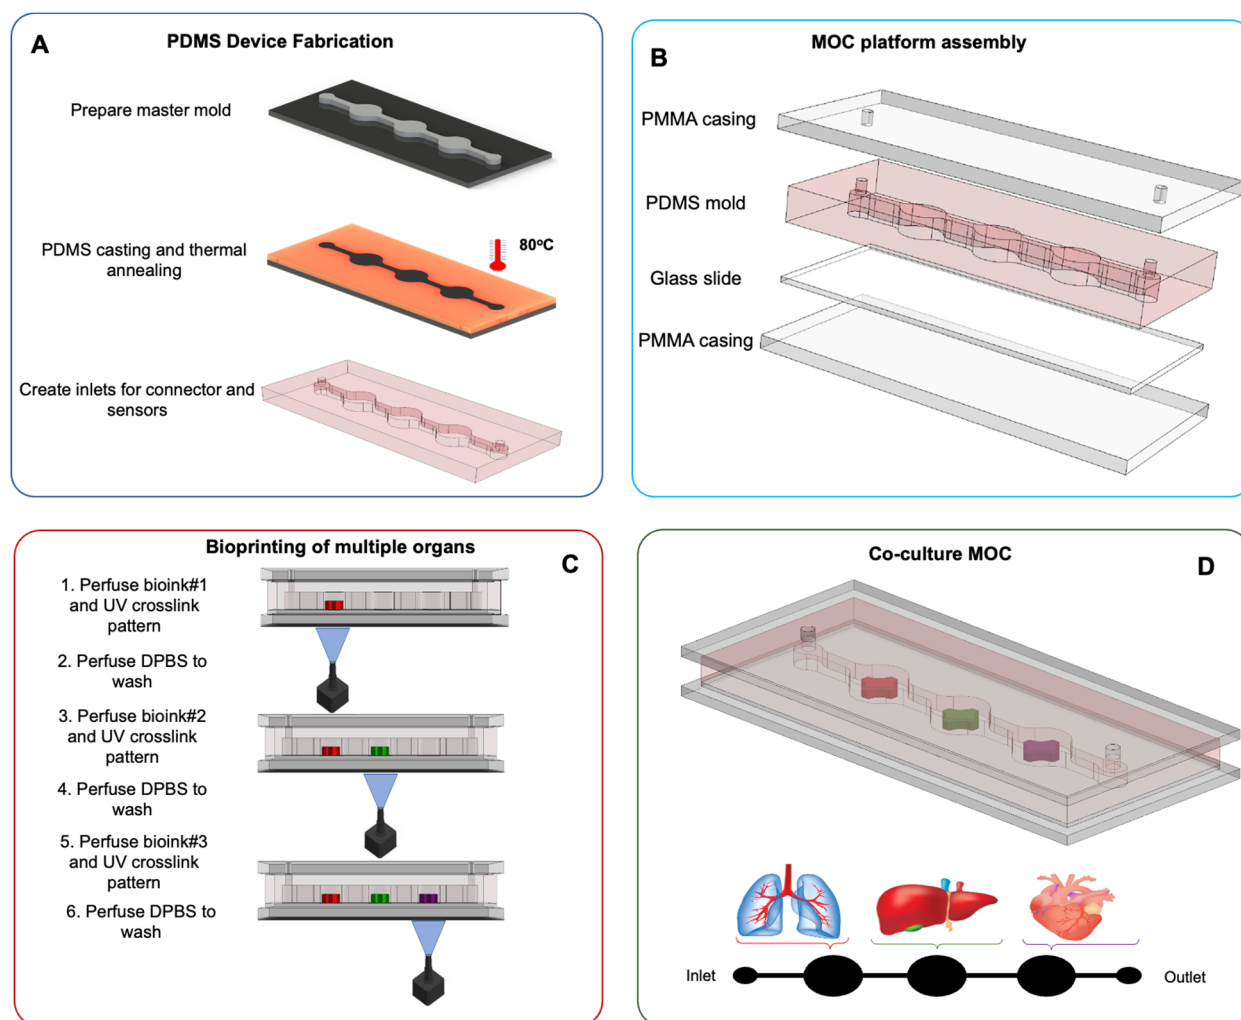 A
PDMS Device Fabrication
Prepare master mold
PDMS casting and thermal
annealing
80°C
Create inlets for connector and
sensors
B
MOC platform assembly
PMMA casing
PDMS mold
Glass slide
PMMA casing
Bioprinting of multiple organs
C
1. Perfuse bioink#1
and UV crosslink
pattern
2. Perfuse DPBS to
wash
3. Perfuse bioink#2
and UV crosslink
pattern
4. Perfuse DPBS to
wash
5. Perfuse bioink#3
and UV crosslink
pattern
6. Perfuse DPBS to
wash
Co-culture MOC
D
Inlet
Outlet